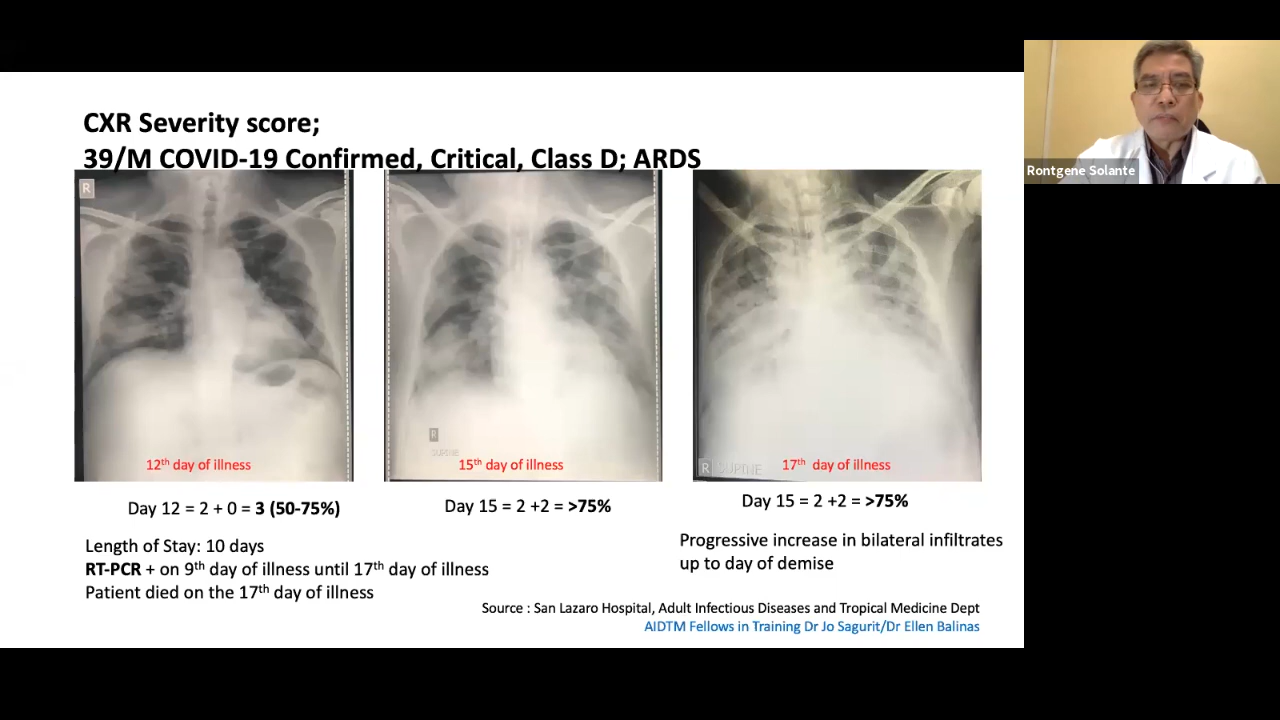 CXR Severity score;
39/M COVID-19 Confirmed, Critical, Class D; ARDS
Rontgene Solante
R
12th day of illness
R
SUPINE
15th day of illness
R SUPINE
17th day of illness
Day 12 = 2 + 0 = 3 (50-75%)
Day 15 = 2 +2 = >75%
Day 15 = 2 +2 = >75%
Length of Stay: 10 days
RT-PCR + on 9th day of illness until 17th day of illness
Patient died on the 17th day of illness
Progressive increase in bilateral infiltrates
up to day of demise
Source : San Lazaro Hospital, Adult Infectious Diseases and Tropical Medicine Dept
AIDTM Fellows in Training Dr Jo Sagurit/Dr Ellen Balinas